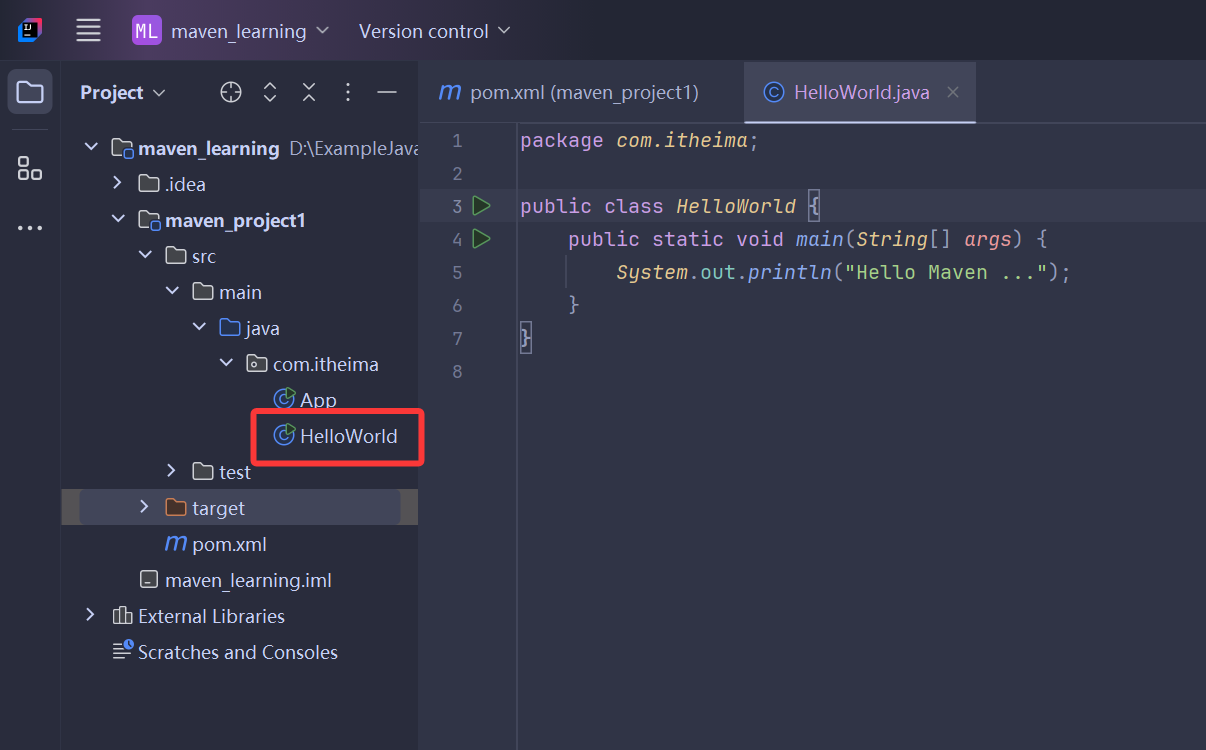 ML maven_learning Version control
Project
pom.xml (maven_project1) HelloWorld.java
maven_learning D:\ExampleJava
.idea
maven_project1
src
main
java
com.itheima
App
HelloWorld
test
target
pom.xml
maven_learning.iml
External Libraries
Scratches and Consoles
1 package com.itheima;
2
3 public class HelloWorld {
4 public static void main(String[] args) {
5 System.out.println("Hello Maven ...");
6 }
7 }
8